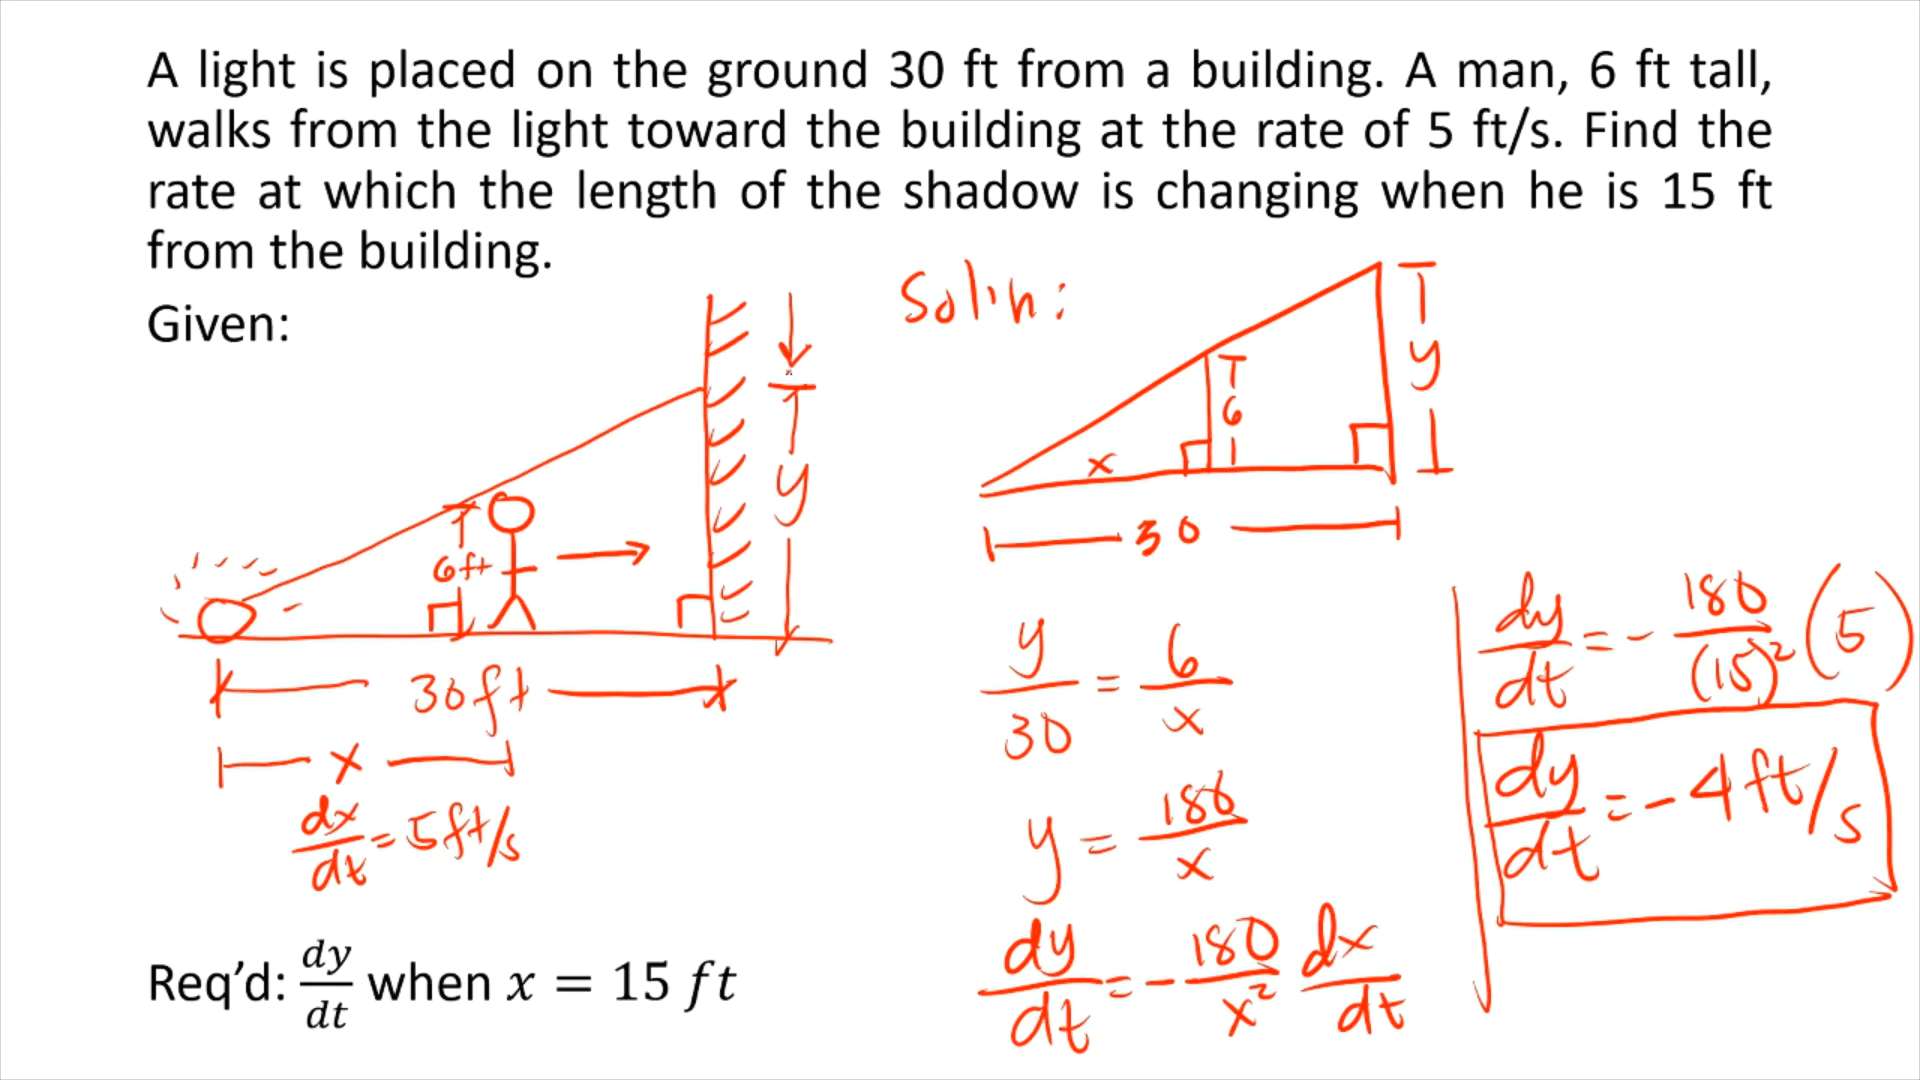 A light is placed on the ground 30 ft from a building. A man, 6 ft tall,
walks from the light toward the building at the rate of 5 ft/s. Find the
rate at which the length of the shadow is changing when he is 15 ft
from the building.
Given:
6ft
y
30ft
x
dx/dt = 5ft/s
Req'd: dy/dt when x = 15 ft
Sol'n:
x
6
y
30
y/30 = 6/x
y = 180/x
dy/dt = - 180/x² dx/dt
dy/dt = - 180/(15)² (5)
dy/dt = -4ft/s